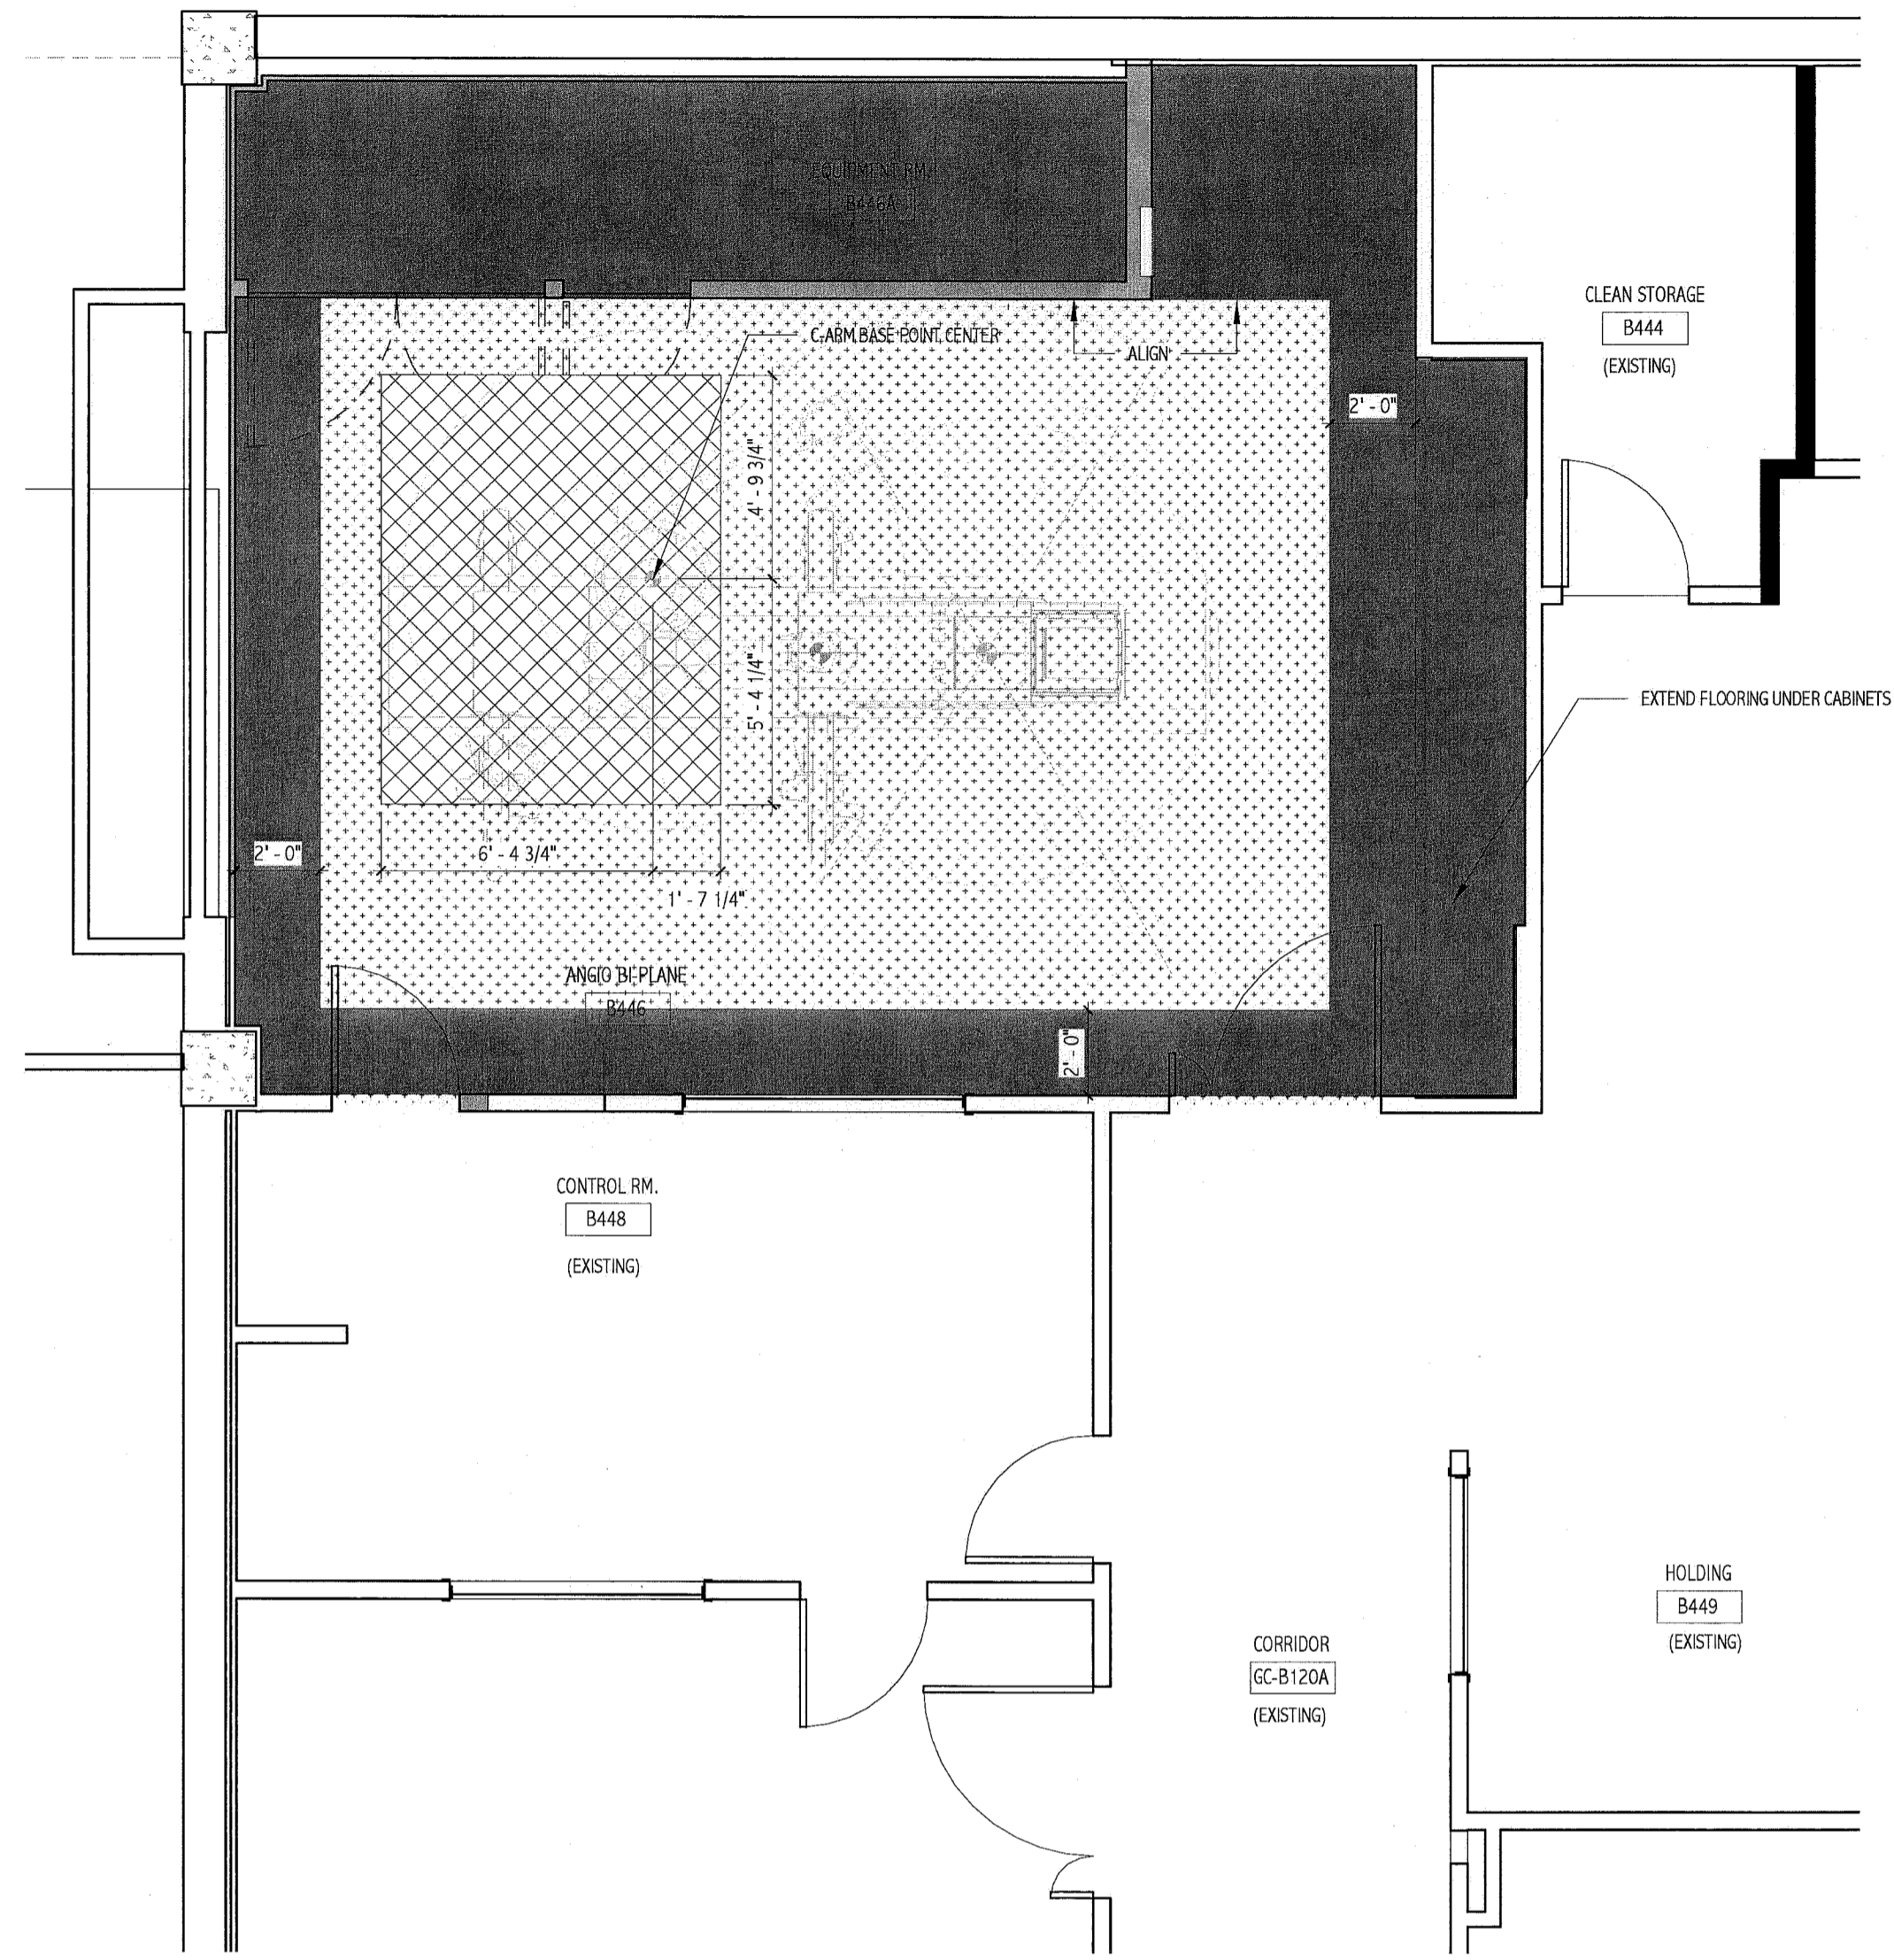 EQUIPMENT RM.
B446A
CLEAN STORAGE
B444
(EXISTING)
C-ARM BASE POINT CENTER
ALIGN
2' - 0"
4' - 9 3/4"
5' - 4 1/4"
EXTEND FLOORING UNDER CABINETS
2' - 0"
6' - 4 3/4"
1' - 7 1/4"
ANGIO BI-PLANE
B446
2' - 0"
CONTROL RM.
B448
(EXISTING)
HOLDING
B449
(EXISTING)
CORRIDOR
GC-B120A
(EXISTING)